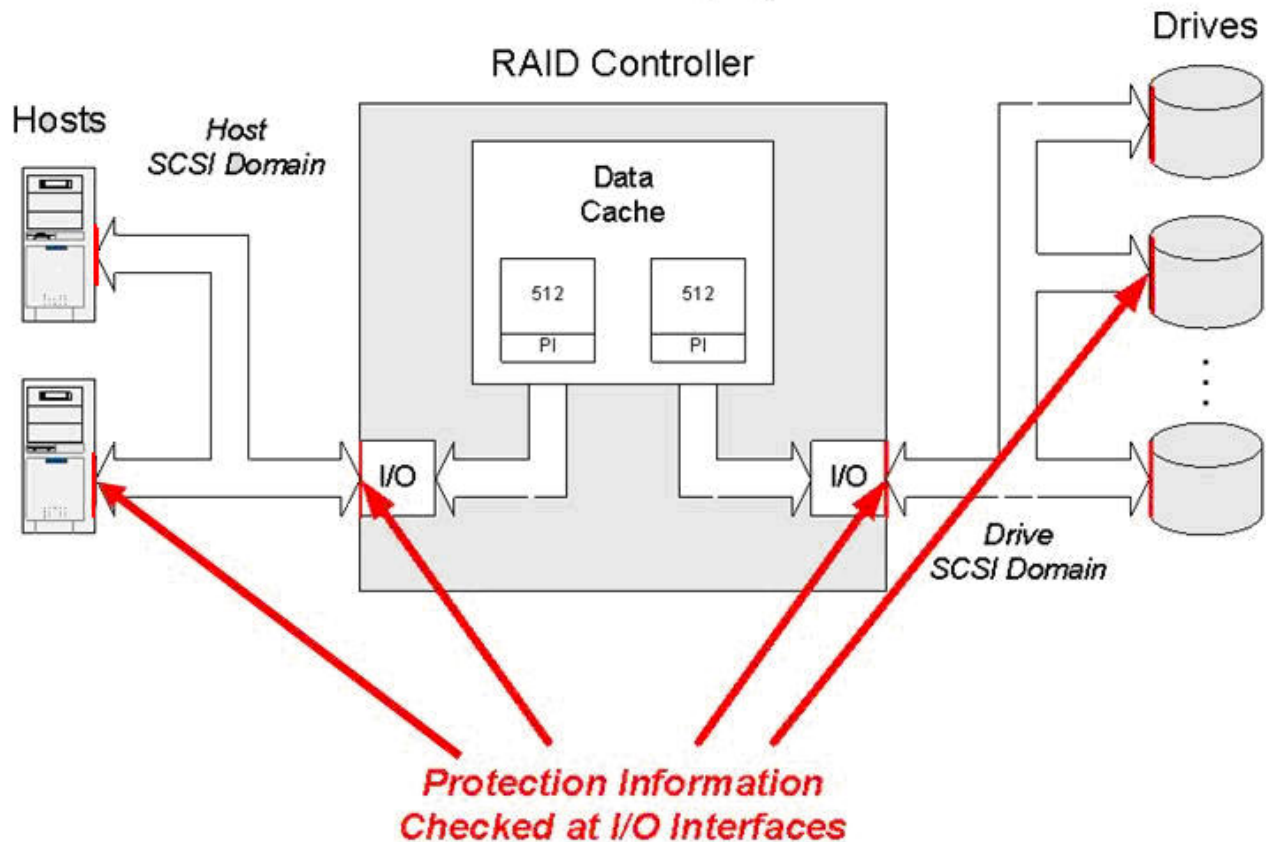 Drives
RAID Controller
Hosts
Host
SCSI Domain
Data
Cache
512
PI
512
PI
I/O
I/O
Drive
SCSI Domain
Protection Information
Checked at I/O Interfaces